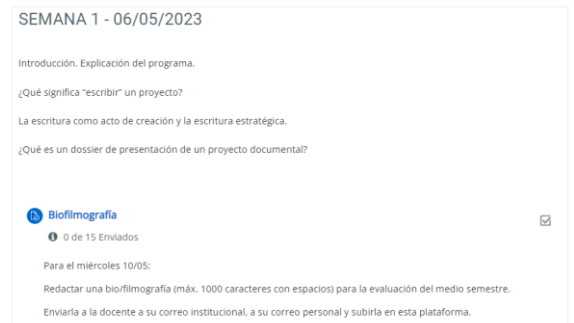 SEMANA 1 - 06/05/2023
Introducción. Explicación del programa.
¿Qué significa "escribir" un proyecto?
La escritura como acto de creación y la escritura estratégica.
¿Qué es un dossier de presentación de un proyecto documental?
Biofilmografía
0 de 15 Enviados
Para el miércoles 10/05:
Redactar una bio/filmografía (máx. 1000 caracteres con espacios) para la evaluación del medio semestre.
Enviarla a la docente a su correo institucional, a su correo personal y subirla en esta plataforma.